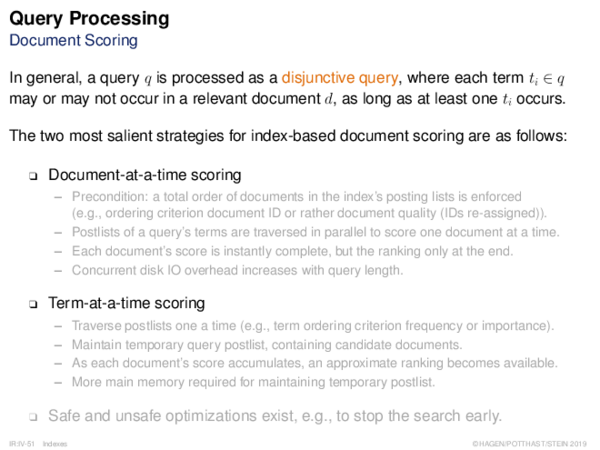 Query Processing
Document Scoring
In general, a query q is processed as a disjunctive query, where each term tᵢ ∈ q
may or may not occur in a relevant document d, as long as at least one tᵢ occurs.
The two most salient strategies for index-based document scoring are as follows:
❑ Document-at-a-time scoring
– Precondition: a total order of documents in the index's posting lists is enforced
(e.g., ordering criterion document ID or rather document quality (IDs re-assigned)).
– Postlists of a query's terms are traversed in parallel to score one document at a time.
– Each document's score is instantly complete, but the ranking only at the end.
– Concurrent disk IO overhead increases with query length.
❑ Term-at-a-time scoring
– Traverse postlists one a time (e.g., term ordering criterion frequency or importance).
– Maintain temporary query postlist, containing candidate documents.
– As each document's score accumulates, an approximate ranking becomes available.
– More main memory required for maintaining temporary postlist.
❑ Safe and unsafe optimizations exist, e.g., to stop the search early.
IR:IV-51 Indexes ©HAGEN/POTTHAST/STEIN 2019